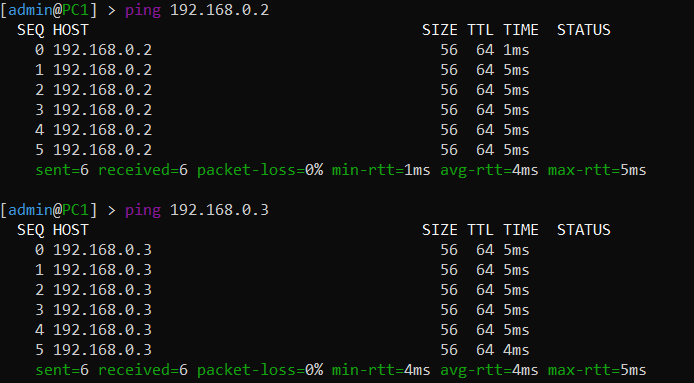 [admin@PC1] > ping 192.168.0.2
SEQ HOST SIZE TTL TIME STATUS
0 192.168.0.2 56 64 1ms
1 192.168.0.2 56 64 5ms
2 192.168.0.2 56 64 5ms
3 192.168.0.2 56 64 5ms
4 192.168.0.2 56 64 5ms
5 192.168.0.2 56 64 5ms
sent=6 received=6 packet-loss=0% min-rtt=1ms avg-rtt=4ms max-rtt=5ms
[admin@PC1] > ping 192.168.0.3
SEQ HOST SIZE TTL TIME STATUS
0 192.168.0.3 56 64 5ms
1 192.168.0.3 56 64 5ms
2 192.168.0.3 56 64 5ms
3 192.168.0.3 56 64 5ms
4 192.168.0.3 56 64 5ms
5 192.168.0.3 56 64 4ms
sent=6 received=6 packet-loss=0% min-rtt=4ms avg-rtt=4ms max-rtt=5ms